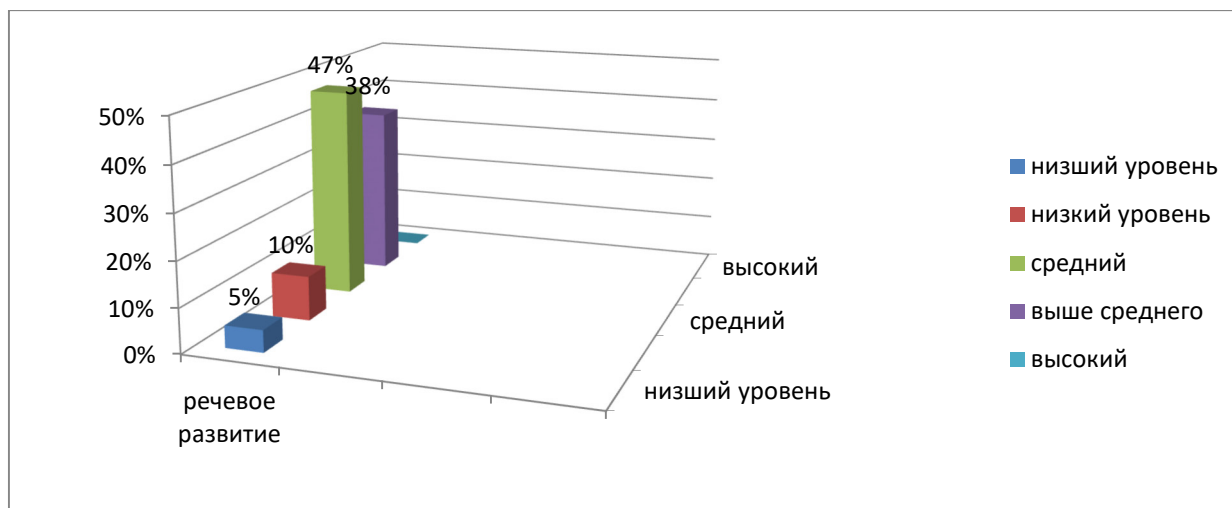 47%
38%
50%
40%
30%
20%
10%
0%
10%
5%
речевое
развитие
высокий
средний
низший уровень
низший уровень
низкий уровень
средний
выше среднего
высокий